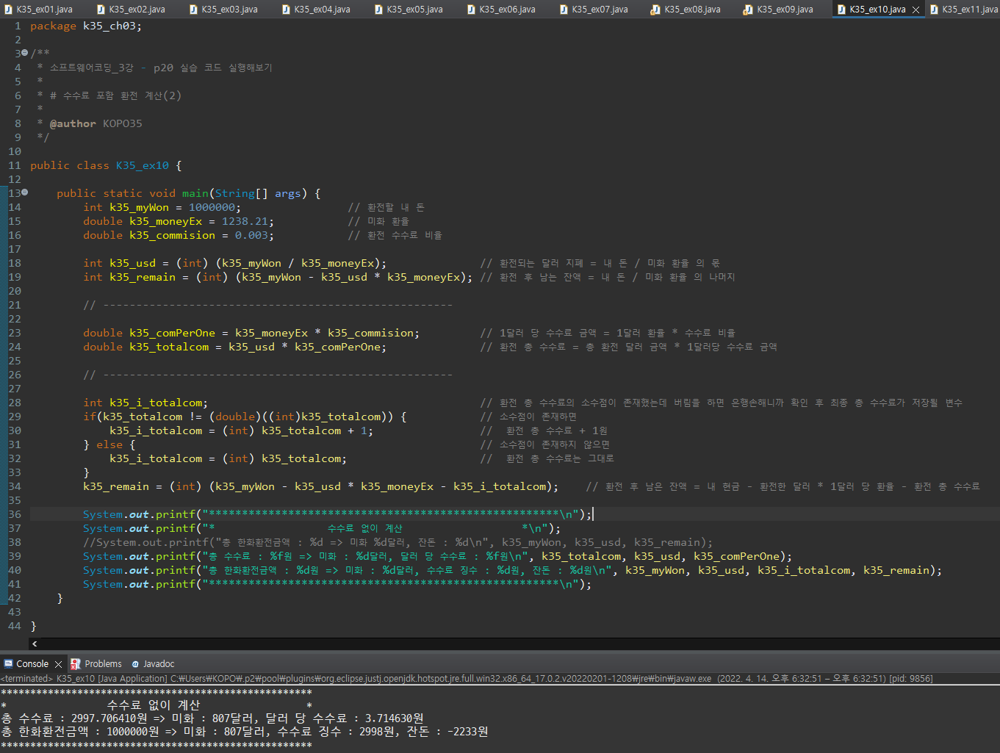 K35_ex01.java K35_ex02.java K35_ex03.java K35_ex04.java K35_ex05.java K35_ex06.java K35_ex07.java K35_ex08.java K35_ex09.java K35_ex10.java K35_ex11.java
1 package k35_ch03;
2
3 /**
4 * 소프트웨어코딩_3강 - p20 실습 코드 실행해보기
5 *
6 * # 수수료 포함 환전 계산(2)
7 *
8 * @author KOPO35
9 */
10
11 public class K35_ex10 {
12
13 public static void main(String[] args) {
14 int k35_myWon = 1000000; // 환전할 내 돈
15 double k35_moneyEx = 1238.21; // 미화 환율
16 double k35_commision = 0.003; // 환전 수수료 비율
17
18 int k35_usd = (int) (k35_myWon / k35_moneyEx); // 환전되는 달러 지폐 = 내 돈 / 미화 환율 의 몫
19 int k35_remain = (int) (k35_myWon - k35_usd * k35_moneyEx); // 환전 후 남는 잔액 = 내 돈 / 미화 환율 의 나머지
20
21 // -----------------------------------------------------
22
23 double k35_comPerOne = k35_moneyEx * k35_commision; // 1달러 당 수수료 금액 = 1달러 환율 * 수수료 비율
24 double k35_totalcom = k35_usd * k35_comPerOne; // 환전 총 수수료 = 총 환전 달러 금액 * 1달러당 수수료 금액
25
26 // -----------------------------------------------------
27
28 int k35_i_totalcom; // 환전 총 수수료의 소수점이 존재했는데 버림을 하면 은행손해니까 확인 후 최종 총 수수료가 저장될 변수
29 if(k35_totalcom != (double)((int)k35_totalcom)) { // 소수점이 존재하면
30 k35_i_totalcom = (int) k35_totalcom + 1; // 환전 총 수수료 + 1원
31 } else { // 소수점이 존재하지 않으면
32 k35_i_totalcom = (int) k35_totalcom; // 환전 총 수수료는 그대로
33 }
34 k35_remain = (int) (k35_myWon - k35_usd * k35_moneyEx - k35_i_totalcom); // 환전 후 남은 잔액 = 내 현금 - 환전한 달러 * 1달러 당 환율 - 환전 총 수수료
35
36 System.out.printf("*****************************************************\n");
37 System.out.printf("* 수수료 없이 계산 *\n");
38 //System.out.printf("총 한화환전금액 : %d => 미화 %d달러, 잔돈 : %d\n", k35_myWon, k35_usd, k35_remain);
39 System.out.printf("총 수수료 : %f원 => 미화 : %d달러, 달러 당 수수료 : %f원\n", k35_totalcom, k35_usd, k35_comPerOne);
40 System.out.printf("총 한화환전금액 : %d원 => 미화 : %d달러, 수수료 징수 : %d원, 잔돈 : %d원\n", k35_myWon, k35_usd, k35_i_totalcom, k35_remain);
41 System.out.printf("*****************************************************\n");
42 }
43
44 }
Console Problems Javadoc
<terminated> K35_ex10 [Java Application] C:₩Users₩KOPO₩.p2₩pool₩plugins₩org.eclipse.justj.openjdk.hotspot.jre.full.win32.x86_64_17.0.2.v20220201-1208₩jre₩bin₩javaw.exe (2022. 4. 14. 오후 6:32:51 – 오후 6:32:51) [pid: 9856]
*****************************************************
* 수수료 없이 계산 *
총 수수료 : 2997.706410원 => 미화 : 807달러, 달러 당 수수료 : 3.714630원
총 한화환전금액 : 1000000원 => 미화 : 807달러, 수수료 징수 : 2998원, 잔돈 : -2233원
*****************************************************